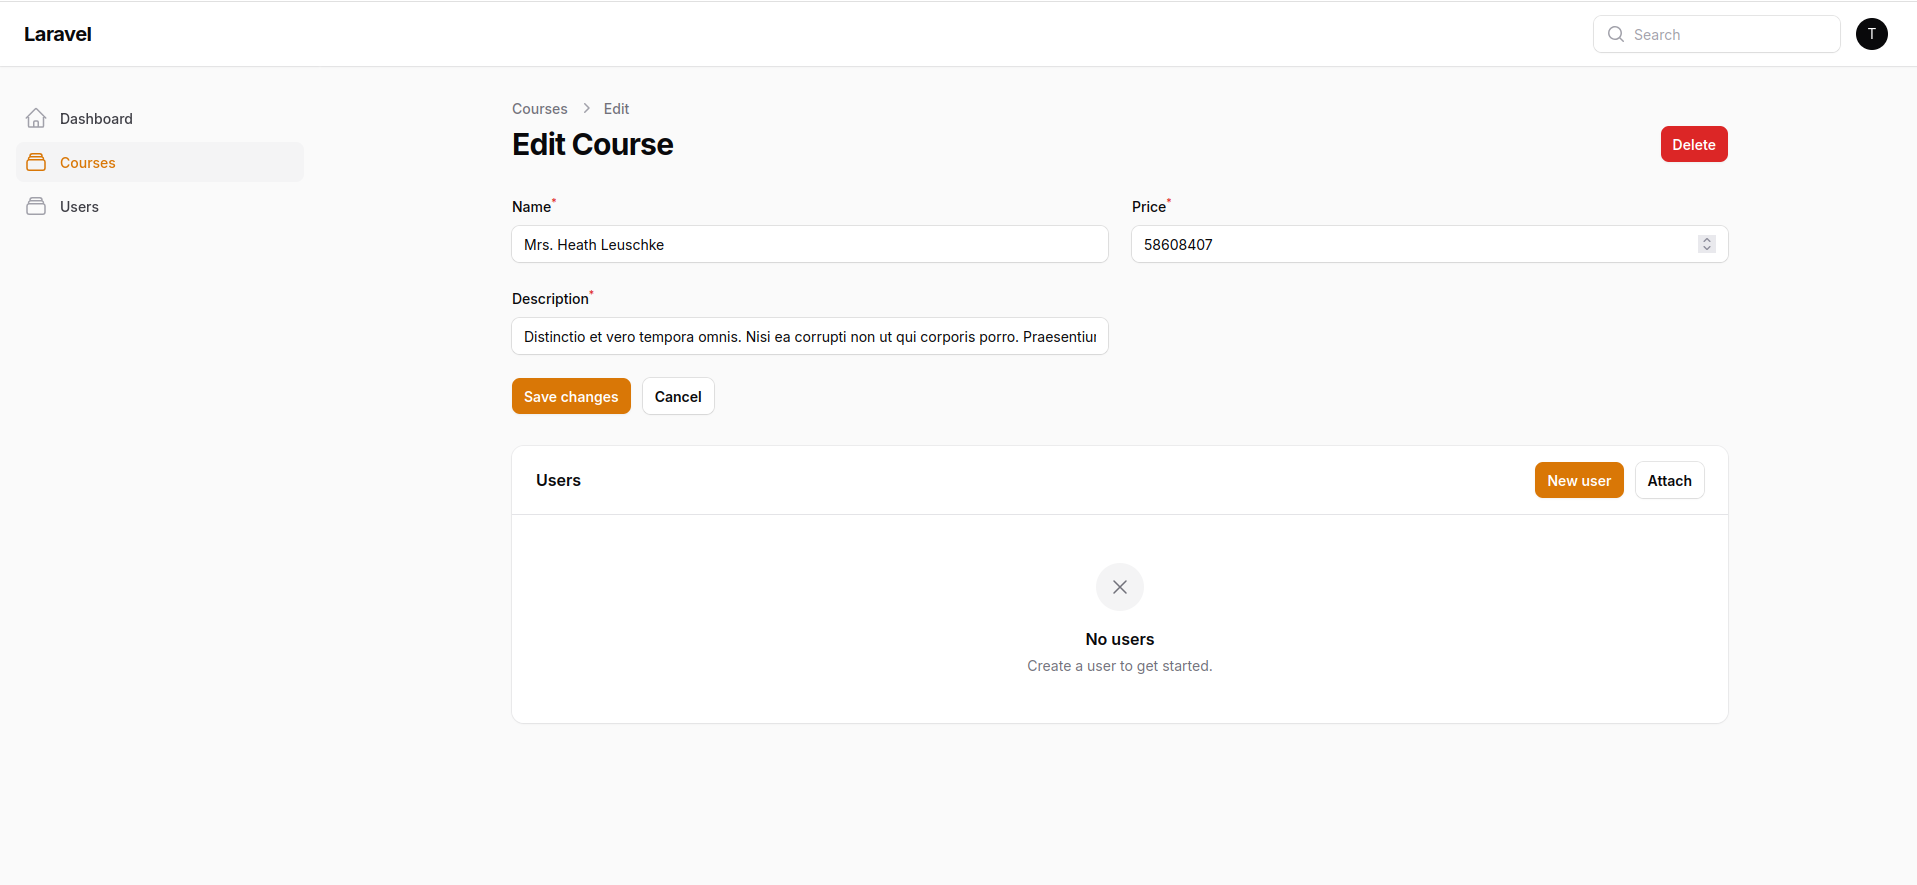 Laravel
Search
T
Dashboard
Courses
Users
Courses > Edit
Edit Course
Delete
Name*
Price*
Mrs. Heath Leuschke
58608407
Description*
Distinctio et vero tempora omnis. Nisi ea corrupti non ut qui corporis porro.
Save changes
Cancel
Users
New user
Attach
No users
Create a user to get started.